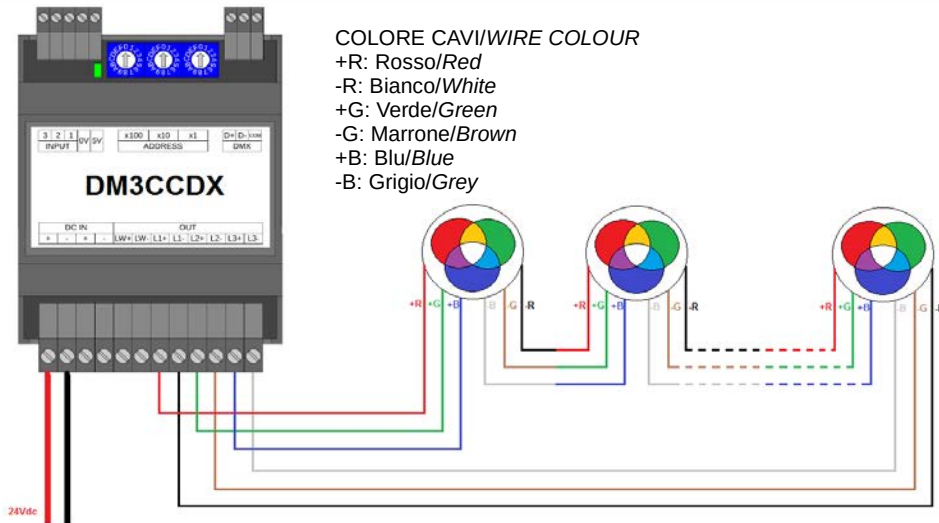 COLORE CAVI/WIRE COLOUR
+R: Rosso/Red
-R: Bianco/White
+G: Verde/Green
-G: Marrone/Brown
+B: Blu/Blue
-B: Grigio/Grey
3 2 1 0V 5V x100 x10 x1 D+ D- COM
INPUT ADDRESS DMX
DM3CCDX
DC IN OUT
+ - + - LW+ LW- L1+ L1- L2+ L2- L3+ L3-
+R +G +B -B -G -R +R +G +B -B -G -R +R +G +B -B -G
24Vdc